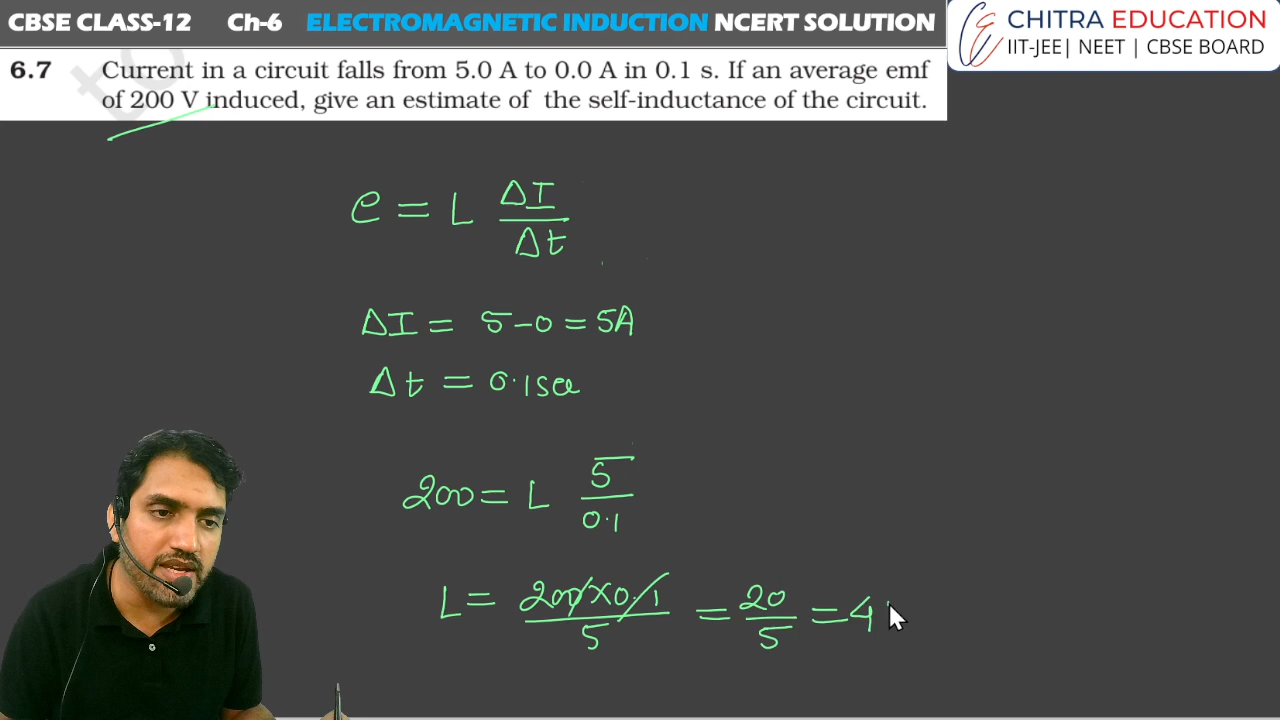 CBSE CLASS-12 Ch-6 ELECTROMAGNETIC INDUCTION NCERT SOLUTION
CHITRA EDUCATION
IIT-JEE| NEET | CBSE BOARD
6.7 Current in a circuit falls from 5.0 A to 0.0 A in 0.1 s. If an average emf
of 200 V induced, give an estimate of the self-inductance of the circuit.
to
e = L ΔI/Δt
ΔI = 5-0 = 5A
Δt = 0.1 sec
200 = L 5/0.1
L = 200×0.1/5 = 20/5 = 4